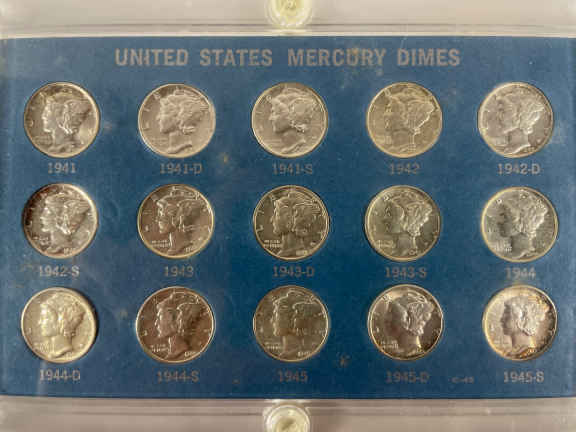 UNITED STATES MERCURY DIMES
1941 1941-D 1941-S 1942 1942-D
1942-S 1943 1943-D 1943-S 1944
1944-D 1944-S 1945 1945-D 1945-S